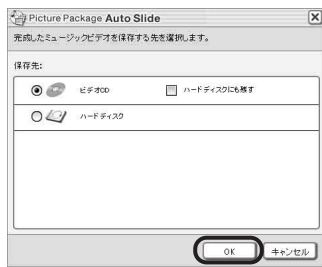 Picture Package Auto Slide
完成したミュージックビデオを保存する先を選択します。
保存先:
ビデオCD ハードディスクにも残す
ハードディスク
OK キャンセル